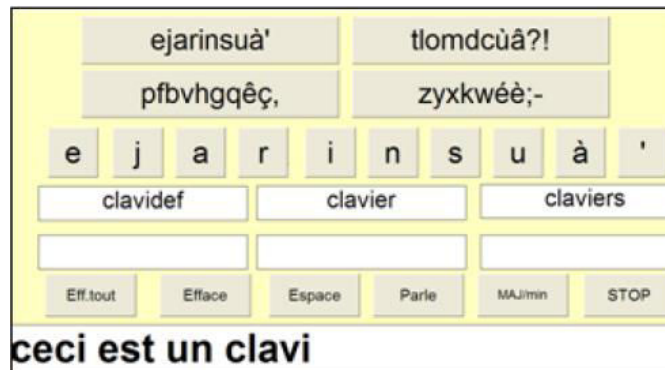 ejarinsuà' tlomdcùâ?!
pfbvhgqêç, zyxkwéè;-
e j a r i n s u à '
clavidef clavier claviers
Eff.tout Efface Espace Parle MAJ/min STOP
ceci est un clavi